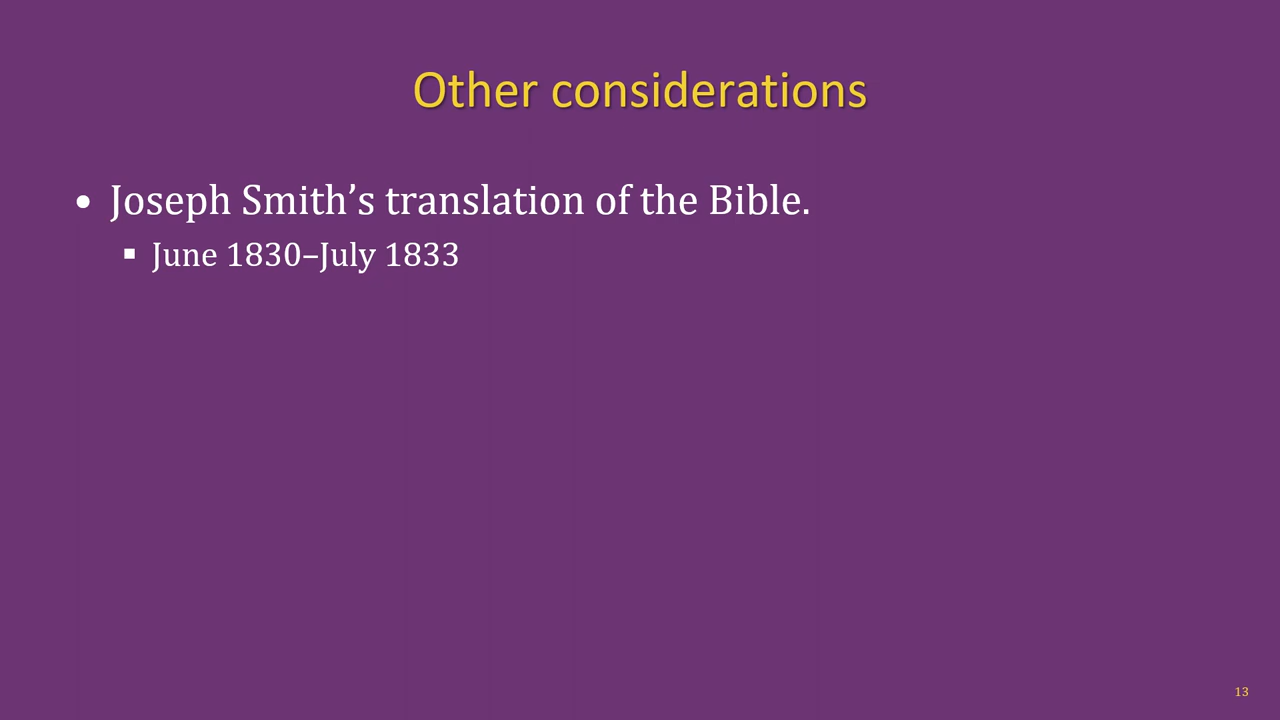 Other considerations
• Joseph Smith’s translation of the Bible.
▪ June 1830–July 1833
13